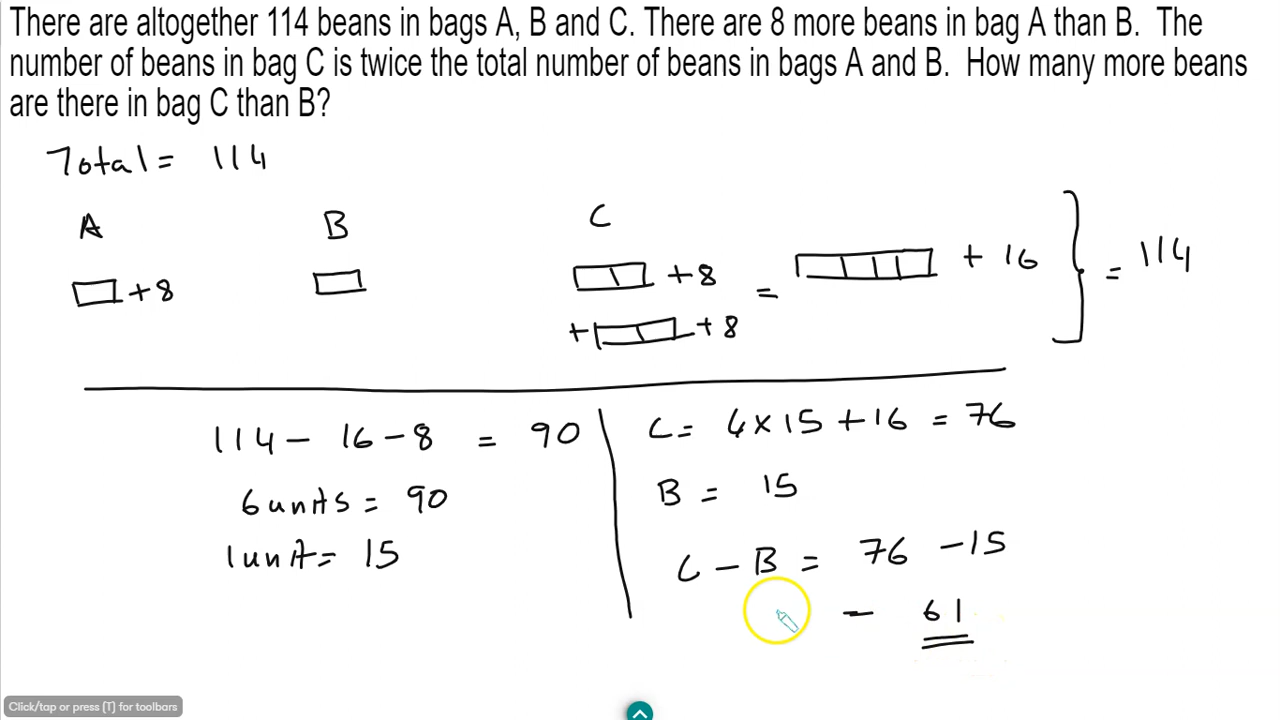 There are altogether 114 beans in bags A, B and C. There are 8 more beans in bag A than B. The
number of beans in bag C is twice the total number of beans in bags A and B. How many more beans
are there in bag C than B?
Total = 114
A B C
+8 +8 + 16 = 114
= 
+ +8
114 - 16 - 8 = 90
6 units = 90
1 unit = 15
C = 4 x 15 + 16 = 76
B = 15
C - B = 76 - 15
- 61
Click/tap or press (T) for toolbars